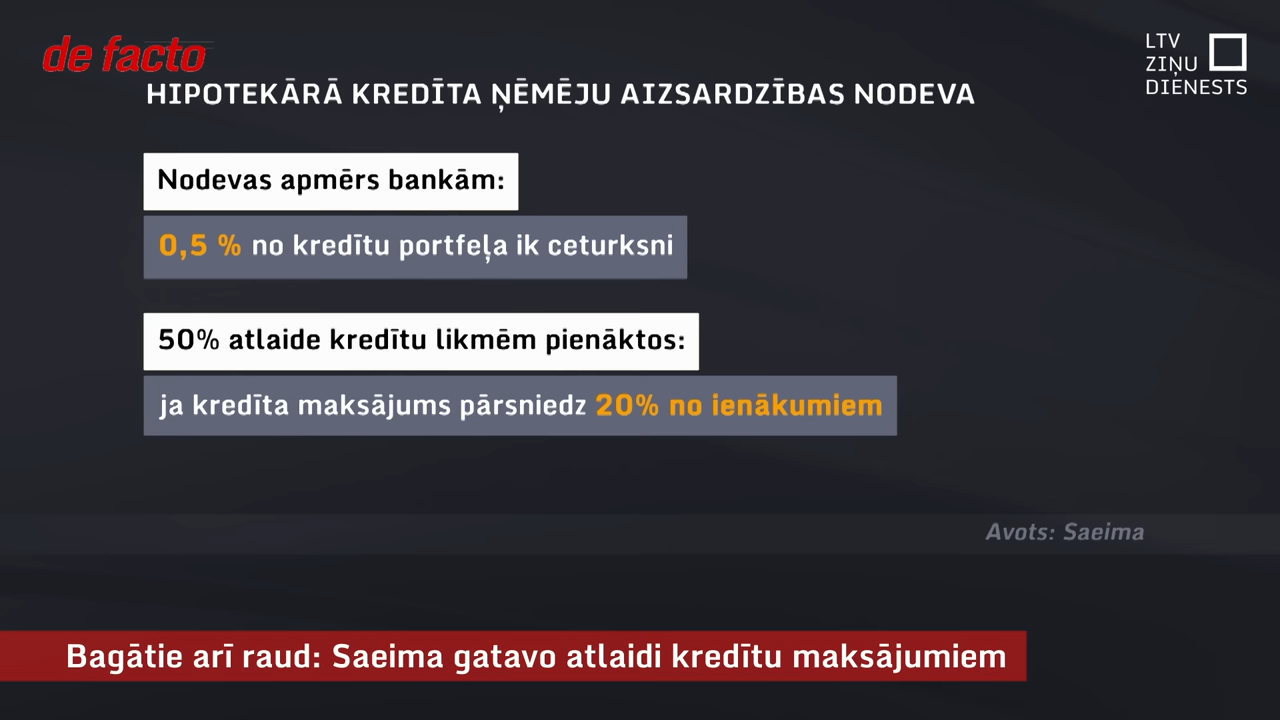 de facto
LTV
ZIŅU
DIENESTS
HIPOTEKĀRĀ KREDĪTA ŅĒMĒJU AIZSARDZĪBAS NODEVA
Nodevas apmērs bankām:
0,5 % no kredītu portfeļa ik ceturksni
50% atlaide kredītu likmēm pienāktos:
ja kredīta maksājums pārsniedz 20% no ienākumiem
Avots: Saeima
Bagātie arī raud: Saeima gatavo atlaidi kredītu maksājumiem